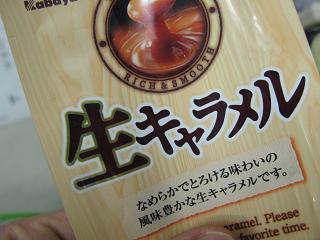 Kabaya
RICH & SMOOTH
生キャラメル
なめらかでとろける味わいの
風味豊かな生キャラメルです。
caramel. Please
favorite time.